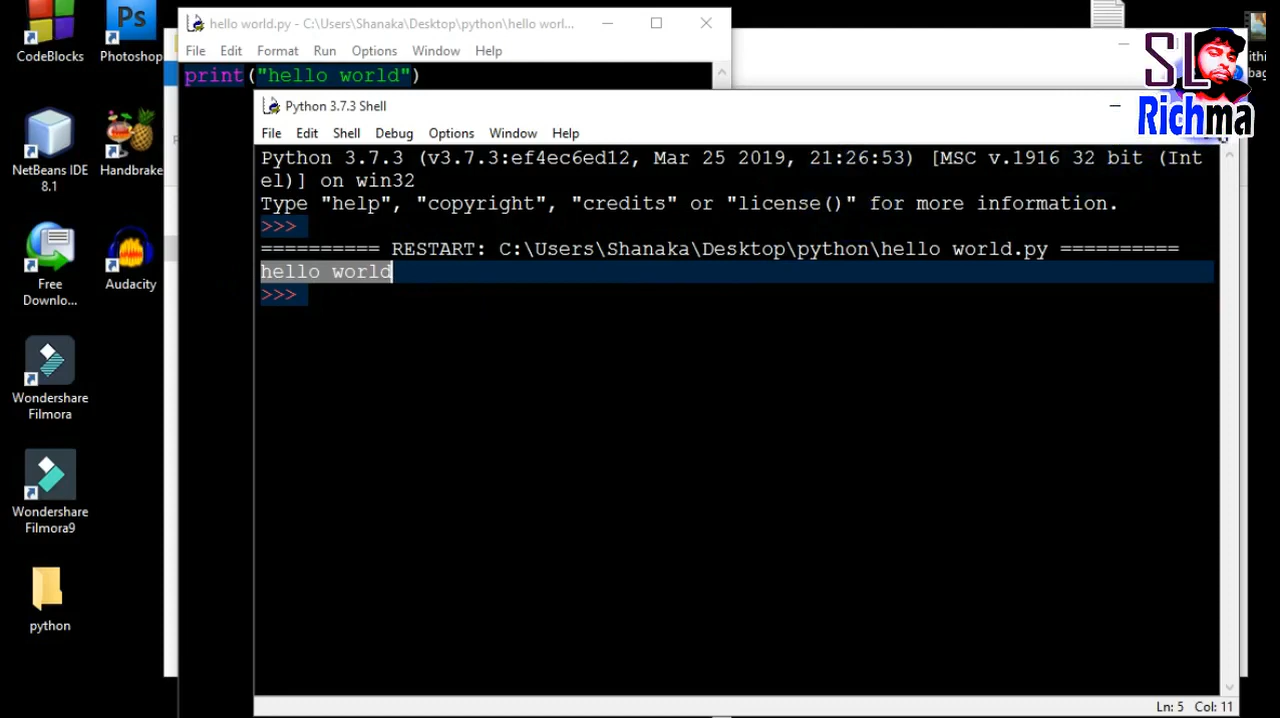 CodeBlocks
Photoshop
NetBeans IDE
8.1
Handbrake
Free
Downlo...
Audacity
Wondershare
Filmora
Wondershare
Filmora9
python
hello world.py - C:\Users\Shanaka\Desktop\python\hello worl...
File Edit Format Run Options Window Help
print("hello world")
Python 3.7.3 Shell
File Edit Shell Debug Options Window Help
Python 3.7.3 (v3.7.3:ef4ec6ed12, Mar 25 2019, 21:26:53) [MSC v.1916 32 bit (Int
el)] on win32
Type "help", "copyright", "credits" or "license()" for more information.
>>>
========== RESTART: C:\Users\Shanaka\Desktop\python\hello world.py ==========
hello world
>>>
Ln: 5 Col: 11
SL
Richma
Ps